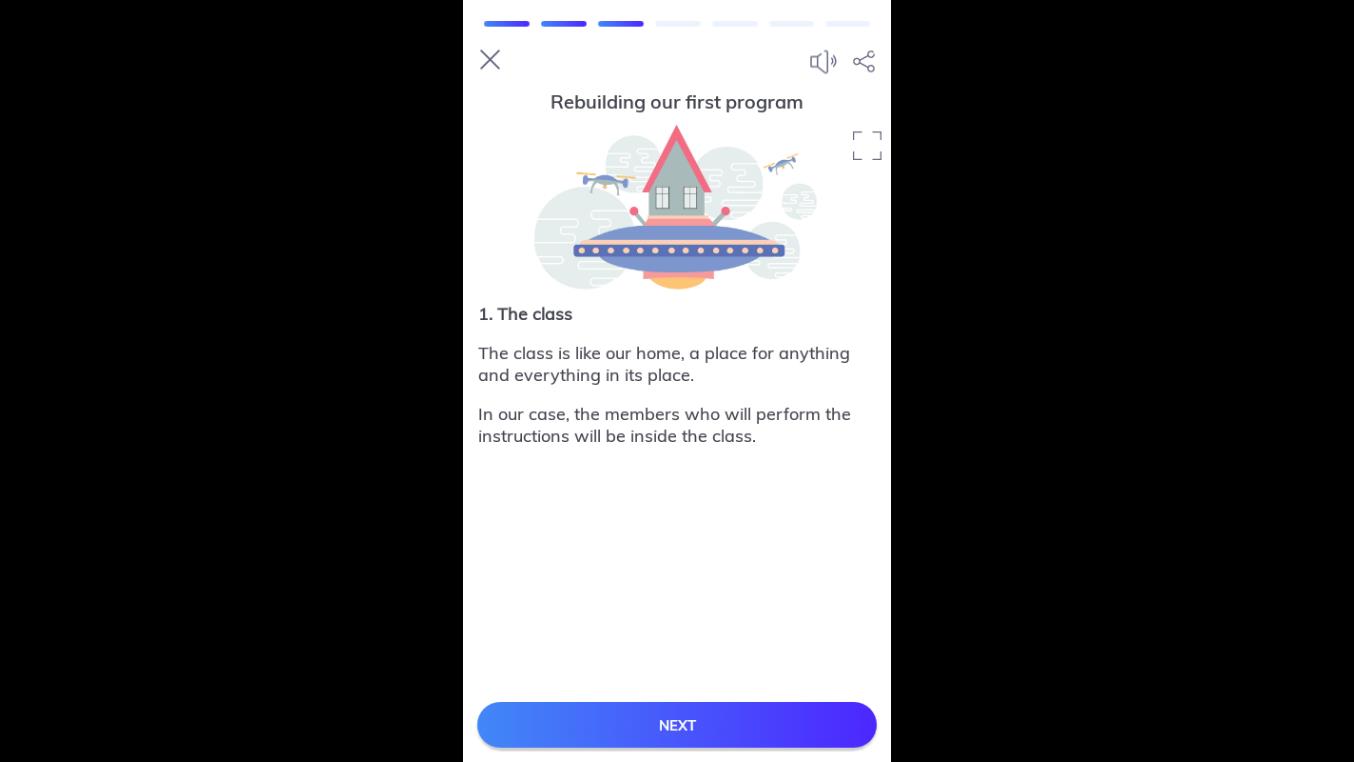 Rebuilding our first program
1. The class
The class is like our home, a place for anything
and everything in its place.
In our case, the members who will perform the
instructions will be inside the class.
NEXT